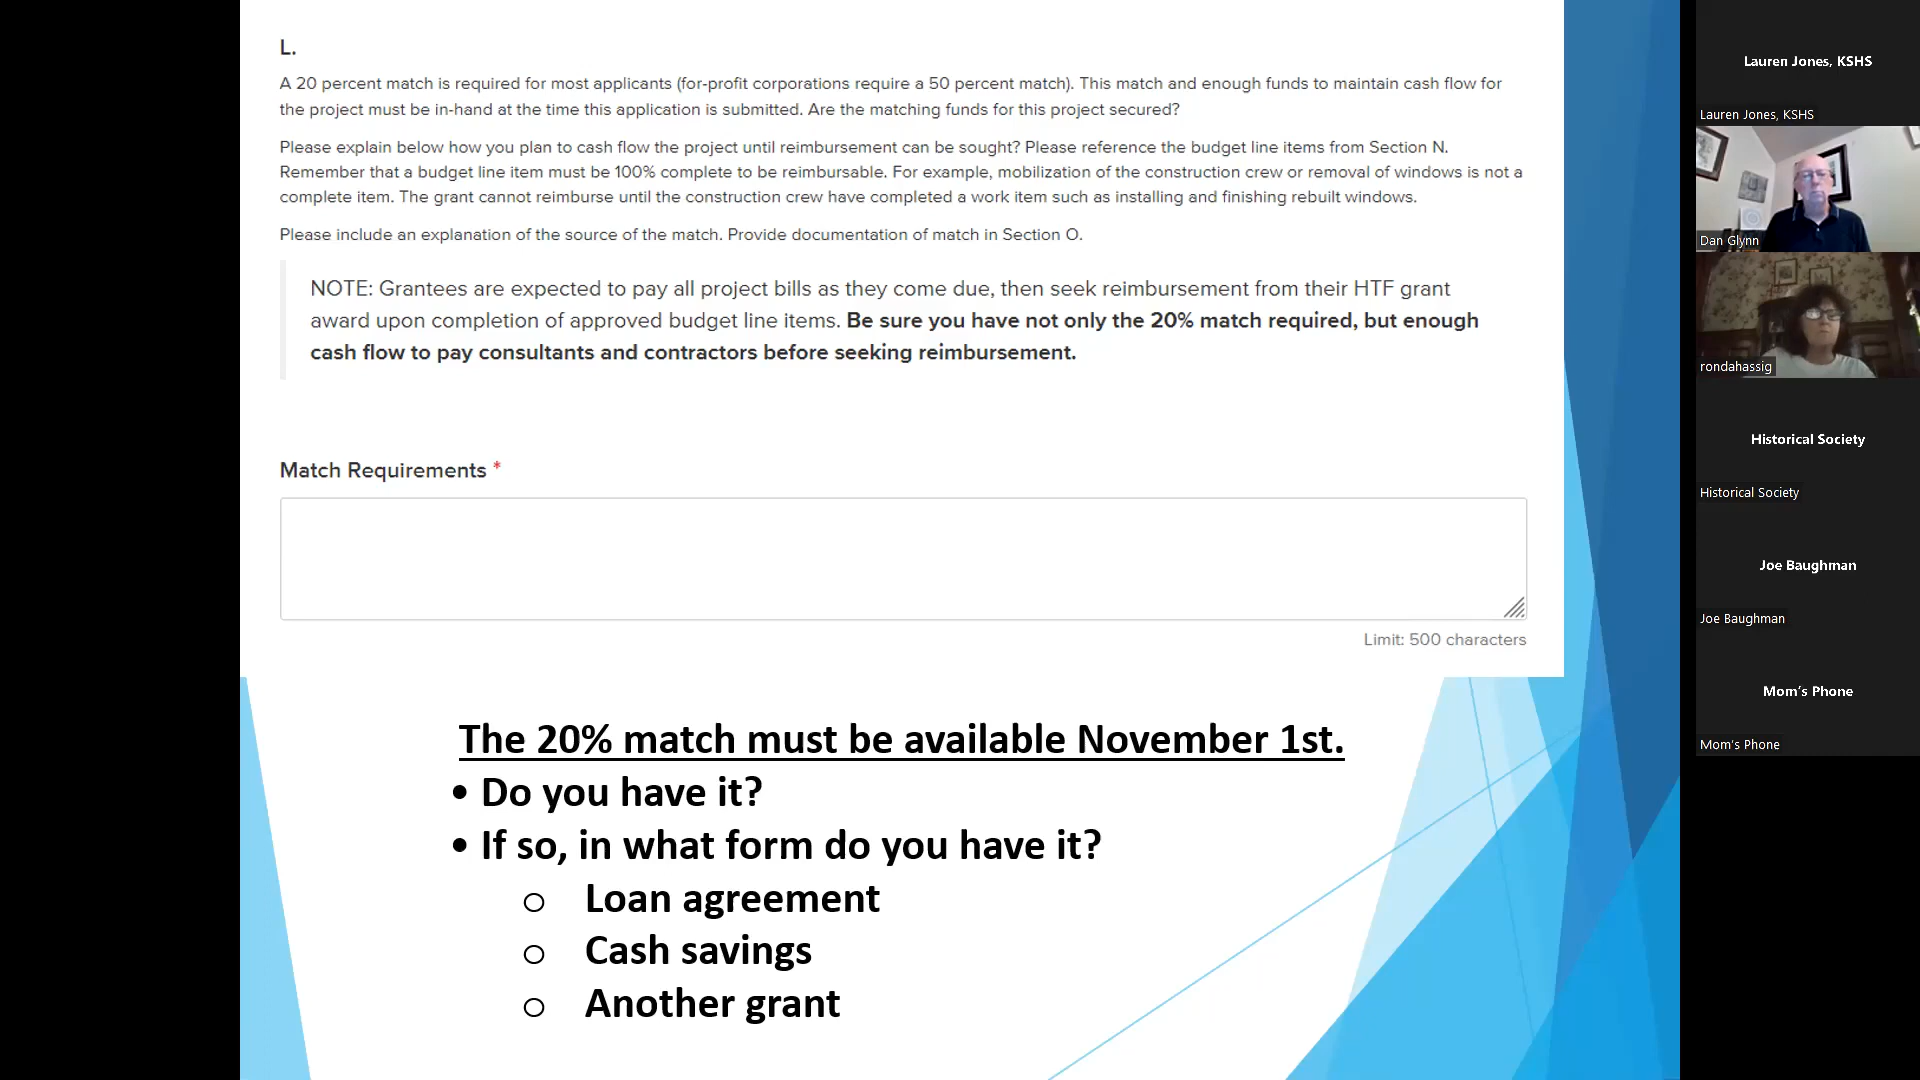 L.
A 20 percent match is required for most applicants (for-profit corporations require a 50 percent match). This match and enough funds to maintain cash flow for
the project must be in-hand at the time this application is submitted. Are the matching funds for this project secured?
Please explain below how you plan to cash flow the project until reimbursement can be sought? Please reference the budget line items from Section N.
Remember that a budget line item must be 100% complete to be reimbursable. For example, mobilization of the construction crew or removal of windows is not a
complete item. The grant cannot reimburse until the construction crew have completed a work item such as installing and finishing rebuilt windows.
Please include an explanation of the source of the match. Provide documentation of match in Section O.
NOTE: Grantees are expected to pay all project bills as they come due, then seek reimbursement from their HTF grant
award upon completion of approved budget line items. Be sure you have not only the 20% match required, but enough
cash flow to pay consultants and contractors before seeking reimbursement.
Match Requirements *
Limit: 500 characters
The 20% match must be available November 1st.
• Do you have it?
• If so, in what form do you have it?
o Loan agreement
o Cash savings
o Another grant
Lauren Jones, KSHS
Lauren Jones, KSHS
Dan Glynn
rondahassig
Historical Society
Historical Society
Joe Baughman
Joe Baughman
Mom's Phone
Mom's Phone